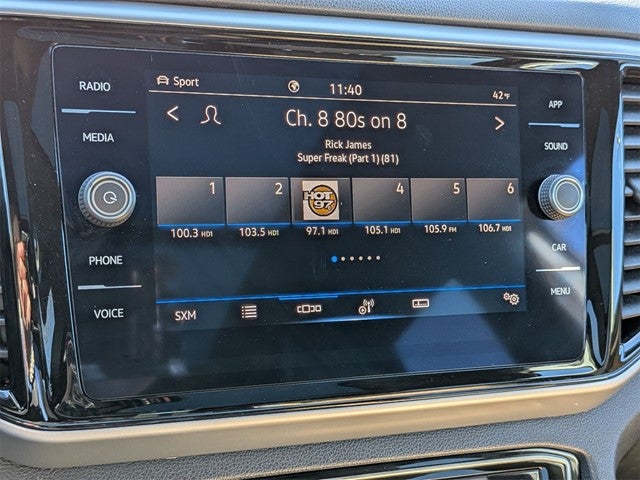 RADIO
MEDIA
PHONE
VOICE
Sport
11:40
42°F
Ch. 8 80s on 8
Rick James
Super Freak (Part 1) (81)
1
2
HOT 97
4
5
6
100.3 HD1
103.5 HD1
97.1 HD1
105.1 HD1
105.9 FM
106.7 HD1
SXM
APP
SOUND
CAR
MENU